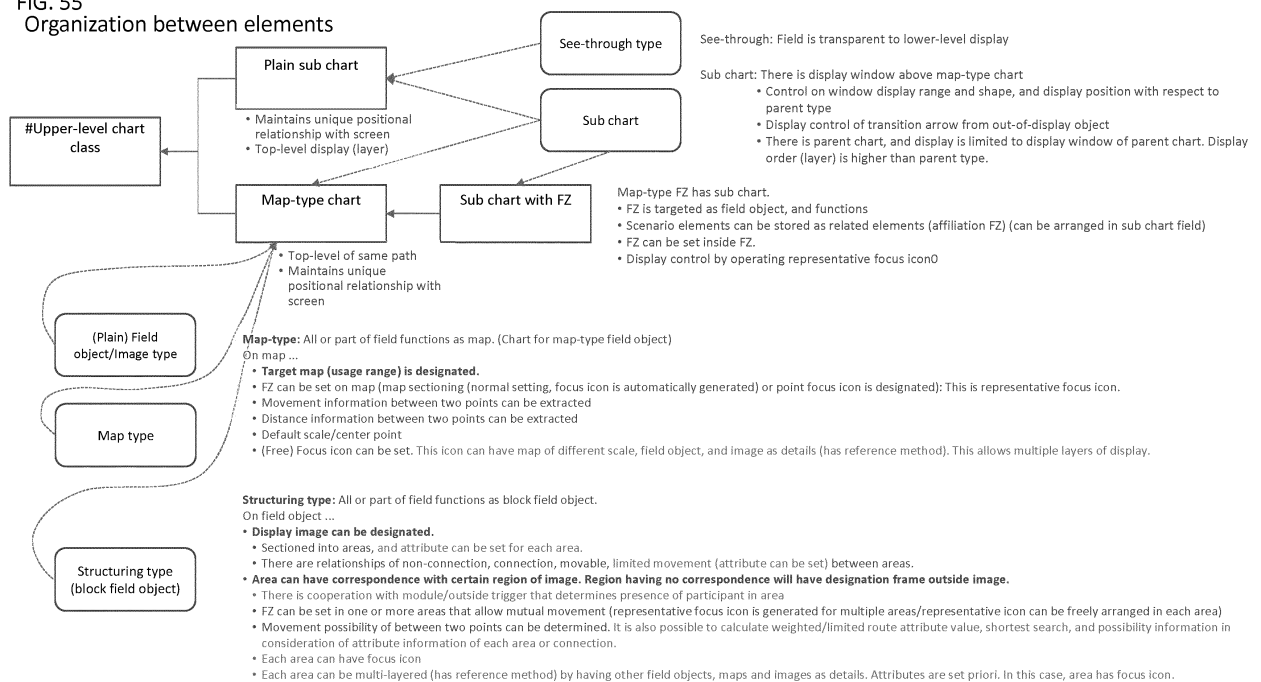 FIG. 55
Organization between elements
See-through type
See-through: Field is transparent to lower-level display
Plain sub chart
Sub chart: There is display window above map-type chart
• Control on window display range and shape, and display position with respect to
parent type
• Display control of transition arrow from out-of-display object
• There is parent chart, and display is limited to display window of parent chart. Display
order (layer) is higher than parent type.
Sub chart
• Maintains unique positional
relationship with screen
• Top-level display (layer)
#Upper-level chart
class
Map-type chart
Sub chart with FZ
Map-type FZ has sub chart.
• FZ is targeted as field object, and functions
• Scenario elements can be stored as related elements (affiliation FZ) (can be arranged in sub chart field)
• FZ can be set inside FZ.
• Display control by operating representative focus icon0
• Top-level of same path
• Maintains unique
positional relationship with
screen
(Plain) Field
object/Image type
Map-type: All or part of field functions as map. (Chart for map-type field object)
On map ...
• Target map (usage range) is designated.
• FZ can be set on map (map sectioning (normal setting, focus icon is automatically generated) or point focus icon is designated): This is representative focus icon.
• Movement information between two points can be extracted
• Distance information between two points can be extracted
• Default scale/center point
• (Free) Focus icon can be set. This icon can have map of different scale, field object, and image as details (has reference method). This allows multiple layers of display.
Map type
Structuring type: All or part of field functions as block field object.
On field object ...
• Display image can be designated.
• Sectioned into areas, and attribute can be set for each area.
• There are relationships of non-connection, connection, movable, limited movement (attribute can be set) between areas.
• Area can have correspondence with certain region of image. Region having no correspondence will have designation frame outside image.
• There is cooperation with module/outside trigger that determines presence of participant in area
• FZ can be set in one or more areas that allow mutual movement (representative focus icon is generated for multiple areas/representative icon can be freely arranged in each area)
• Movement possibility of between two points can be determined. It is also possible to calculate weighted/limited route attribute value, shortest search, and possibility information in
consideration of attribute information of each area or connection.
• Each area can have focus icon
• Each area can be multi-layered (has reference method) by having other field objects, maps and images as details. Attributes are set priori. In this case, area has focus icon.
Structuring type
(block field object)